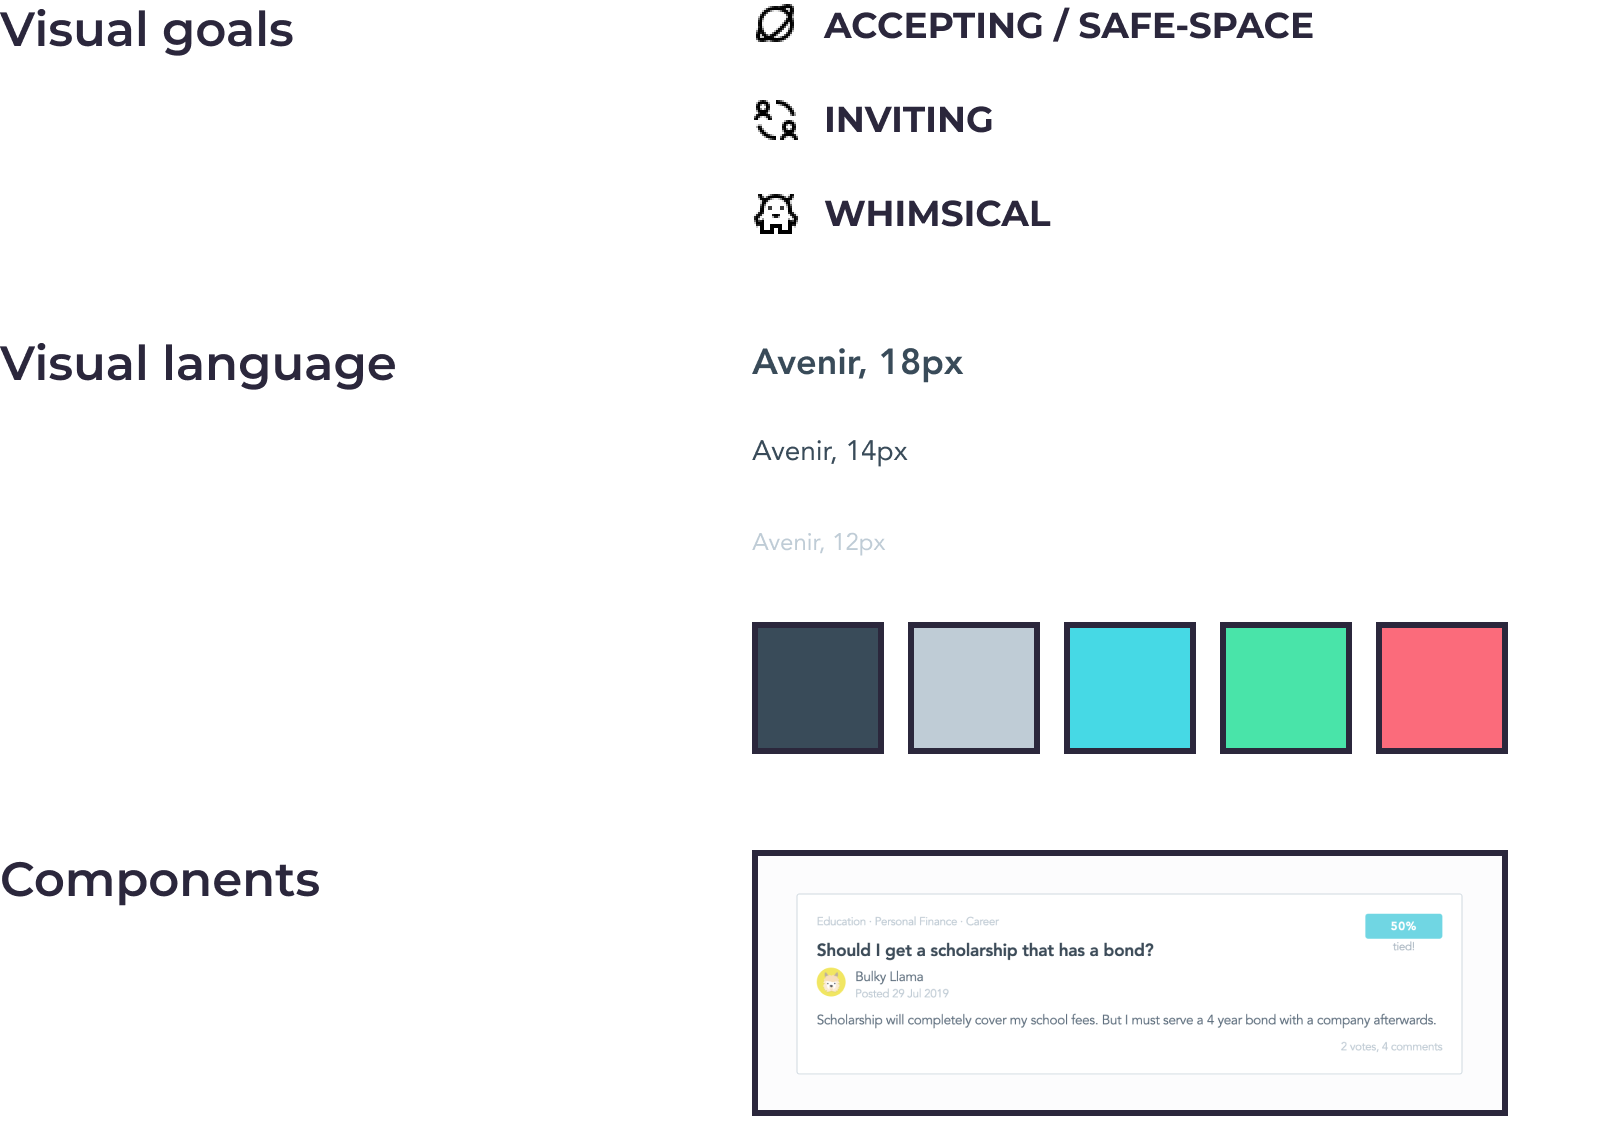 Visual goals
ACCEPTING / SAFE-SPACE
INVITING
WHIMSICAL
Visual language
Avenir, 18px
Avenir, 14px
Avenir, 12px
Components
Education · Personal Finance · Career
50%
tied!
Should I get a scholarship that has a bond?
Bulky Llama
Posted 29 Jul 2019
Scholarship will completely cover my school fees. But I must serve a 4 year bond with a company afterwards.
2 votes, 4 comments